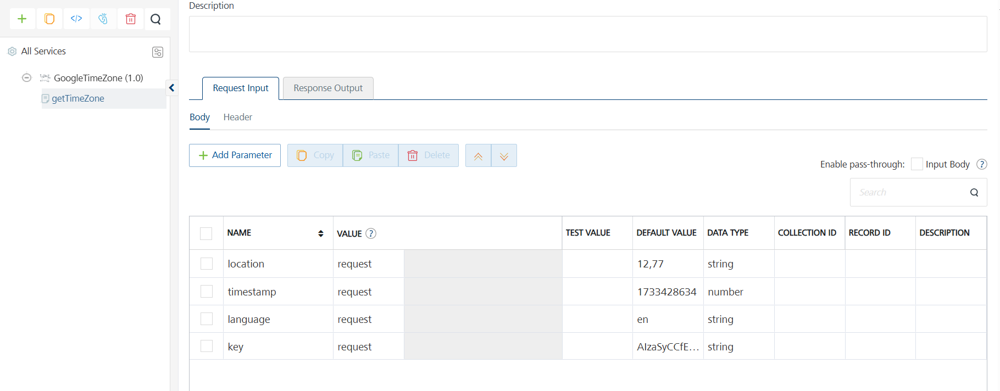 Description
All Services
GoogleTimeZone (1.0)
getTimeZone
Request Input Response Output
Body Header
Add Parameter Copy Paste Delete
Enable pass-through: Input Body ?
Search
NAME VALUE ? TEST VALUE DEFAULT VALUE DATA TYPE COLLECTION ID RECORD ID DESCRIPTION
location request 12,77 string
timestamp request 1733428634 number
language request en string
key request AIzaSyCCfE... string